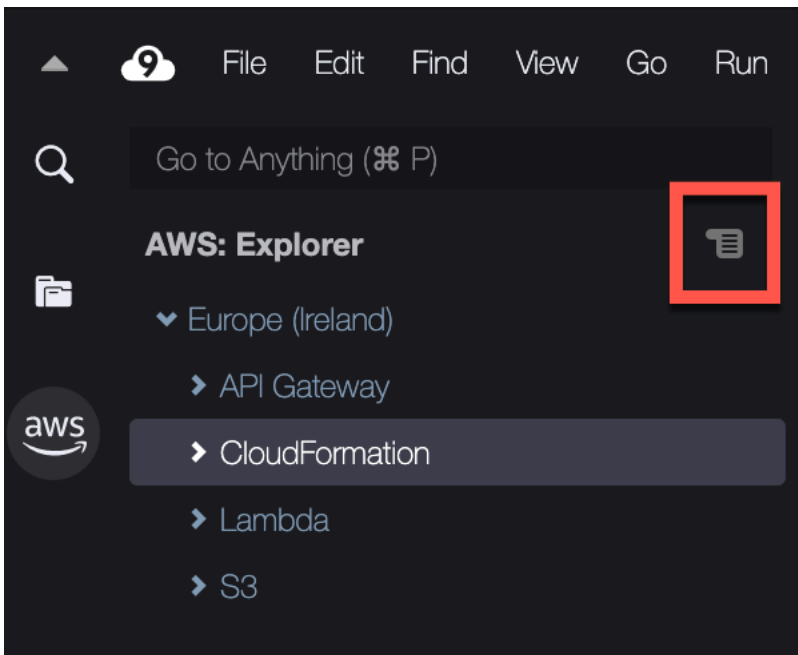 9 File Edit Find View Go Run
Go to Anything (⌘ P)
AWS: Explorer
Europe (Ireland)
API Gateway
aws
CloudFormation
Lambda
S3